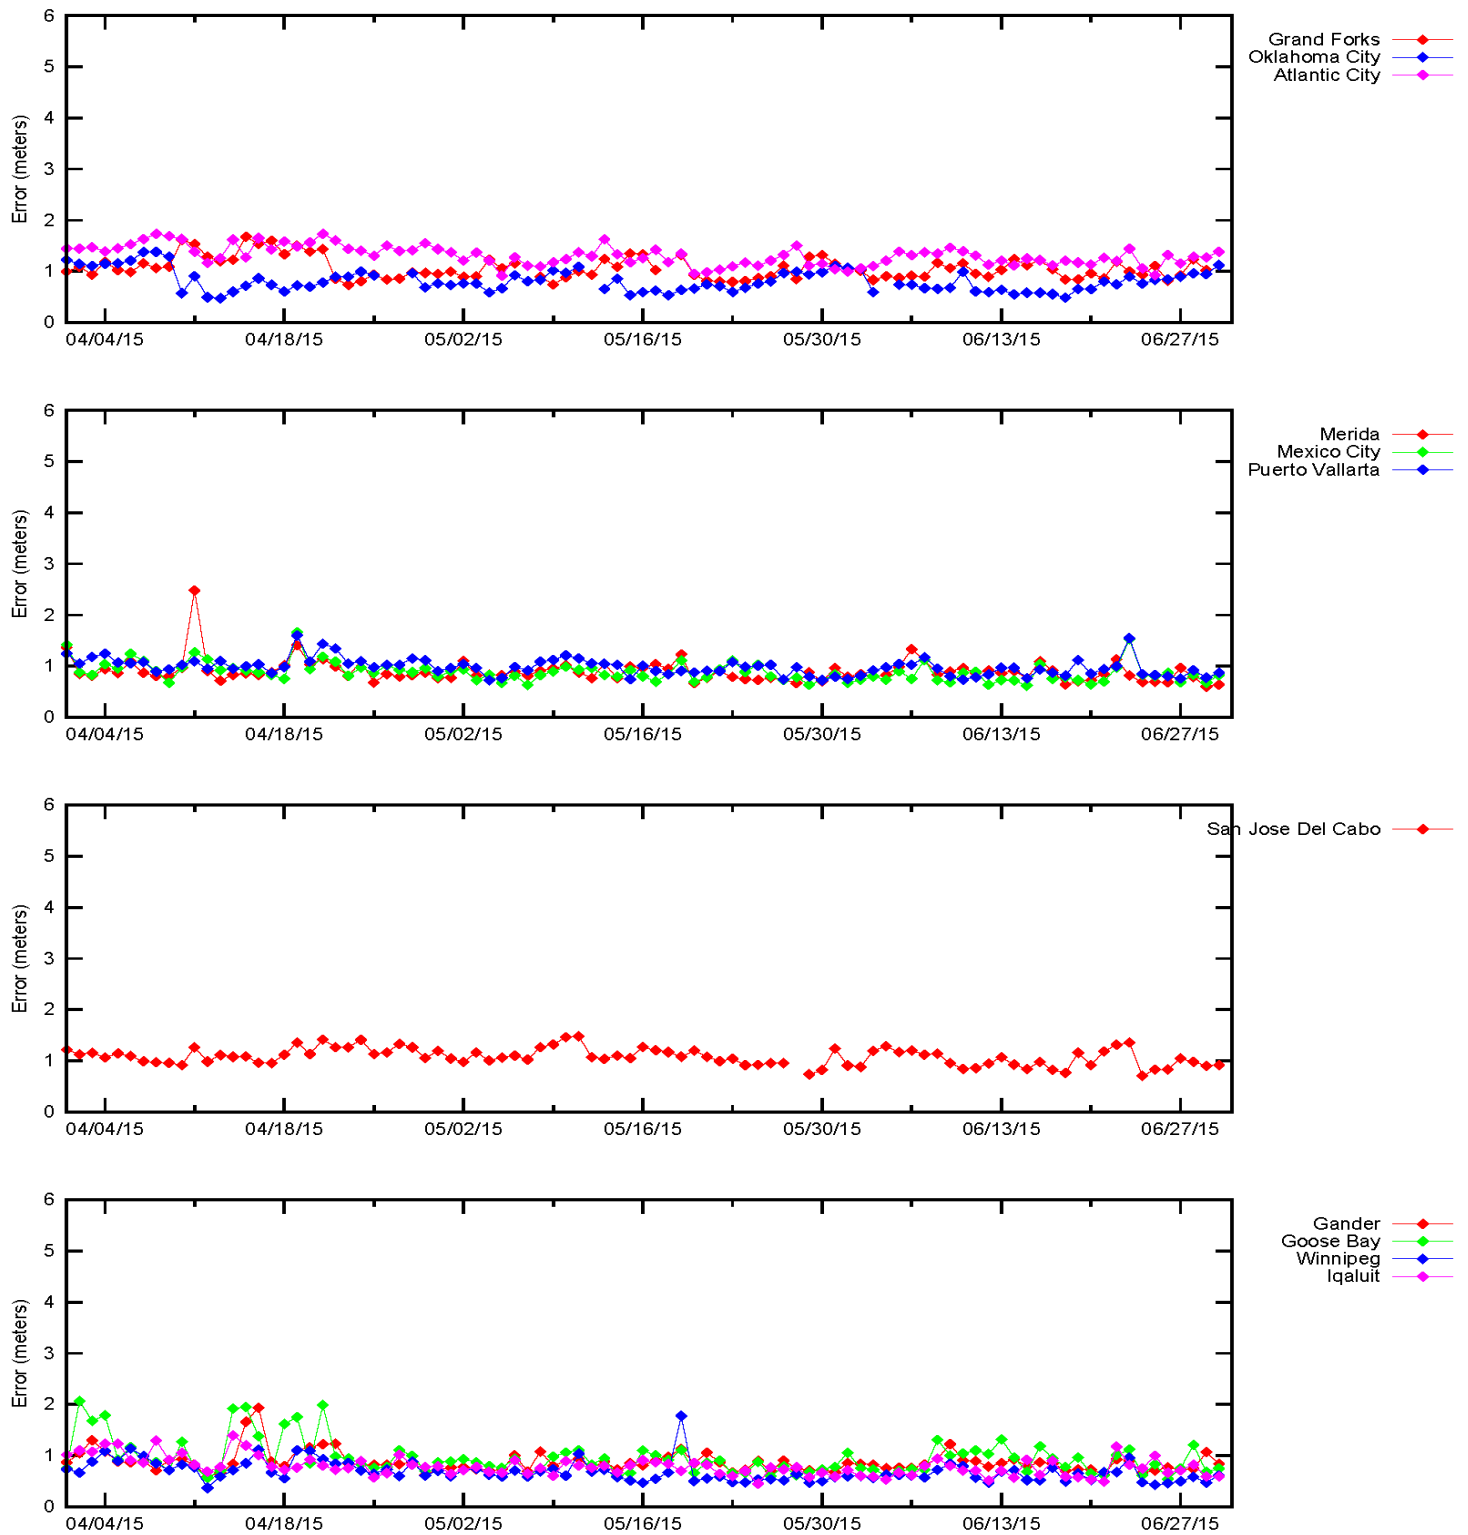 6
5
4
3
2
1
0
Error (meters)
Grand Forks
Oklahoma City
Atlantic City
04/04/15 04/18/15 05/02/15 05/16/15 05/30/15 06/13/15 06/27/15
6
5
4
3
2
1
0
Error (meters)
Merida
Mexico City
Puerto Vallarta
04/04/15 04/18/15 05/02/15 05/16/15 05/30/15 06/13/15 06/27/15
6
5
4
3
2
1
0
Error (meters)
San Jose Del Cabo
04/04/15 04/18/15 05/02/15 05/16/15 05/30/15 06/13/15 06/27/15
6
5
4
3
2
1
0
Error (meters)
Gander
Goose Bay
Winnipeg
Iqaluit
04/04/15 04/18/15 05/02/15 05/16/15 05/30/15 06/13/15 06/27/15